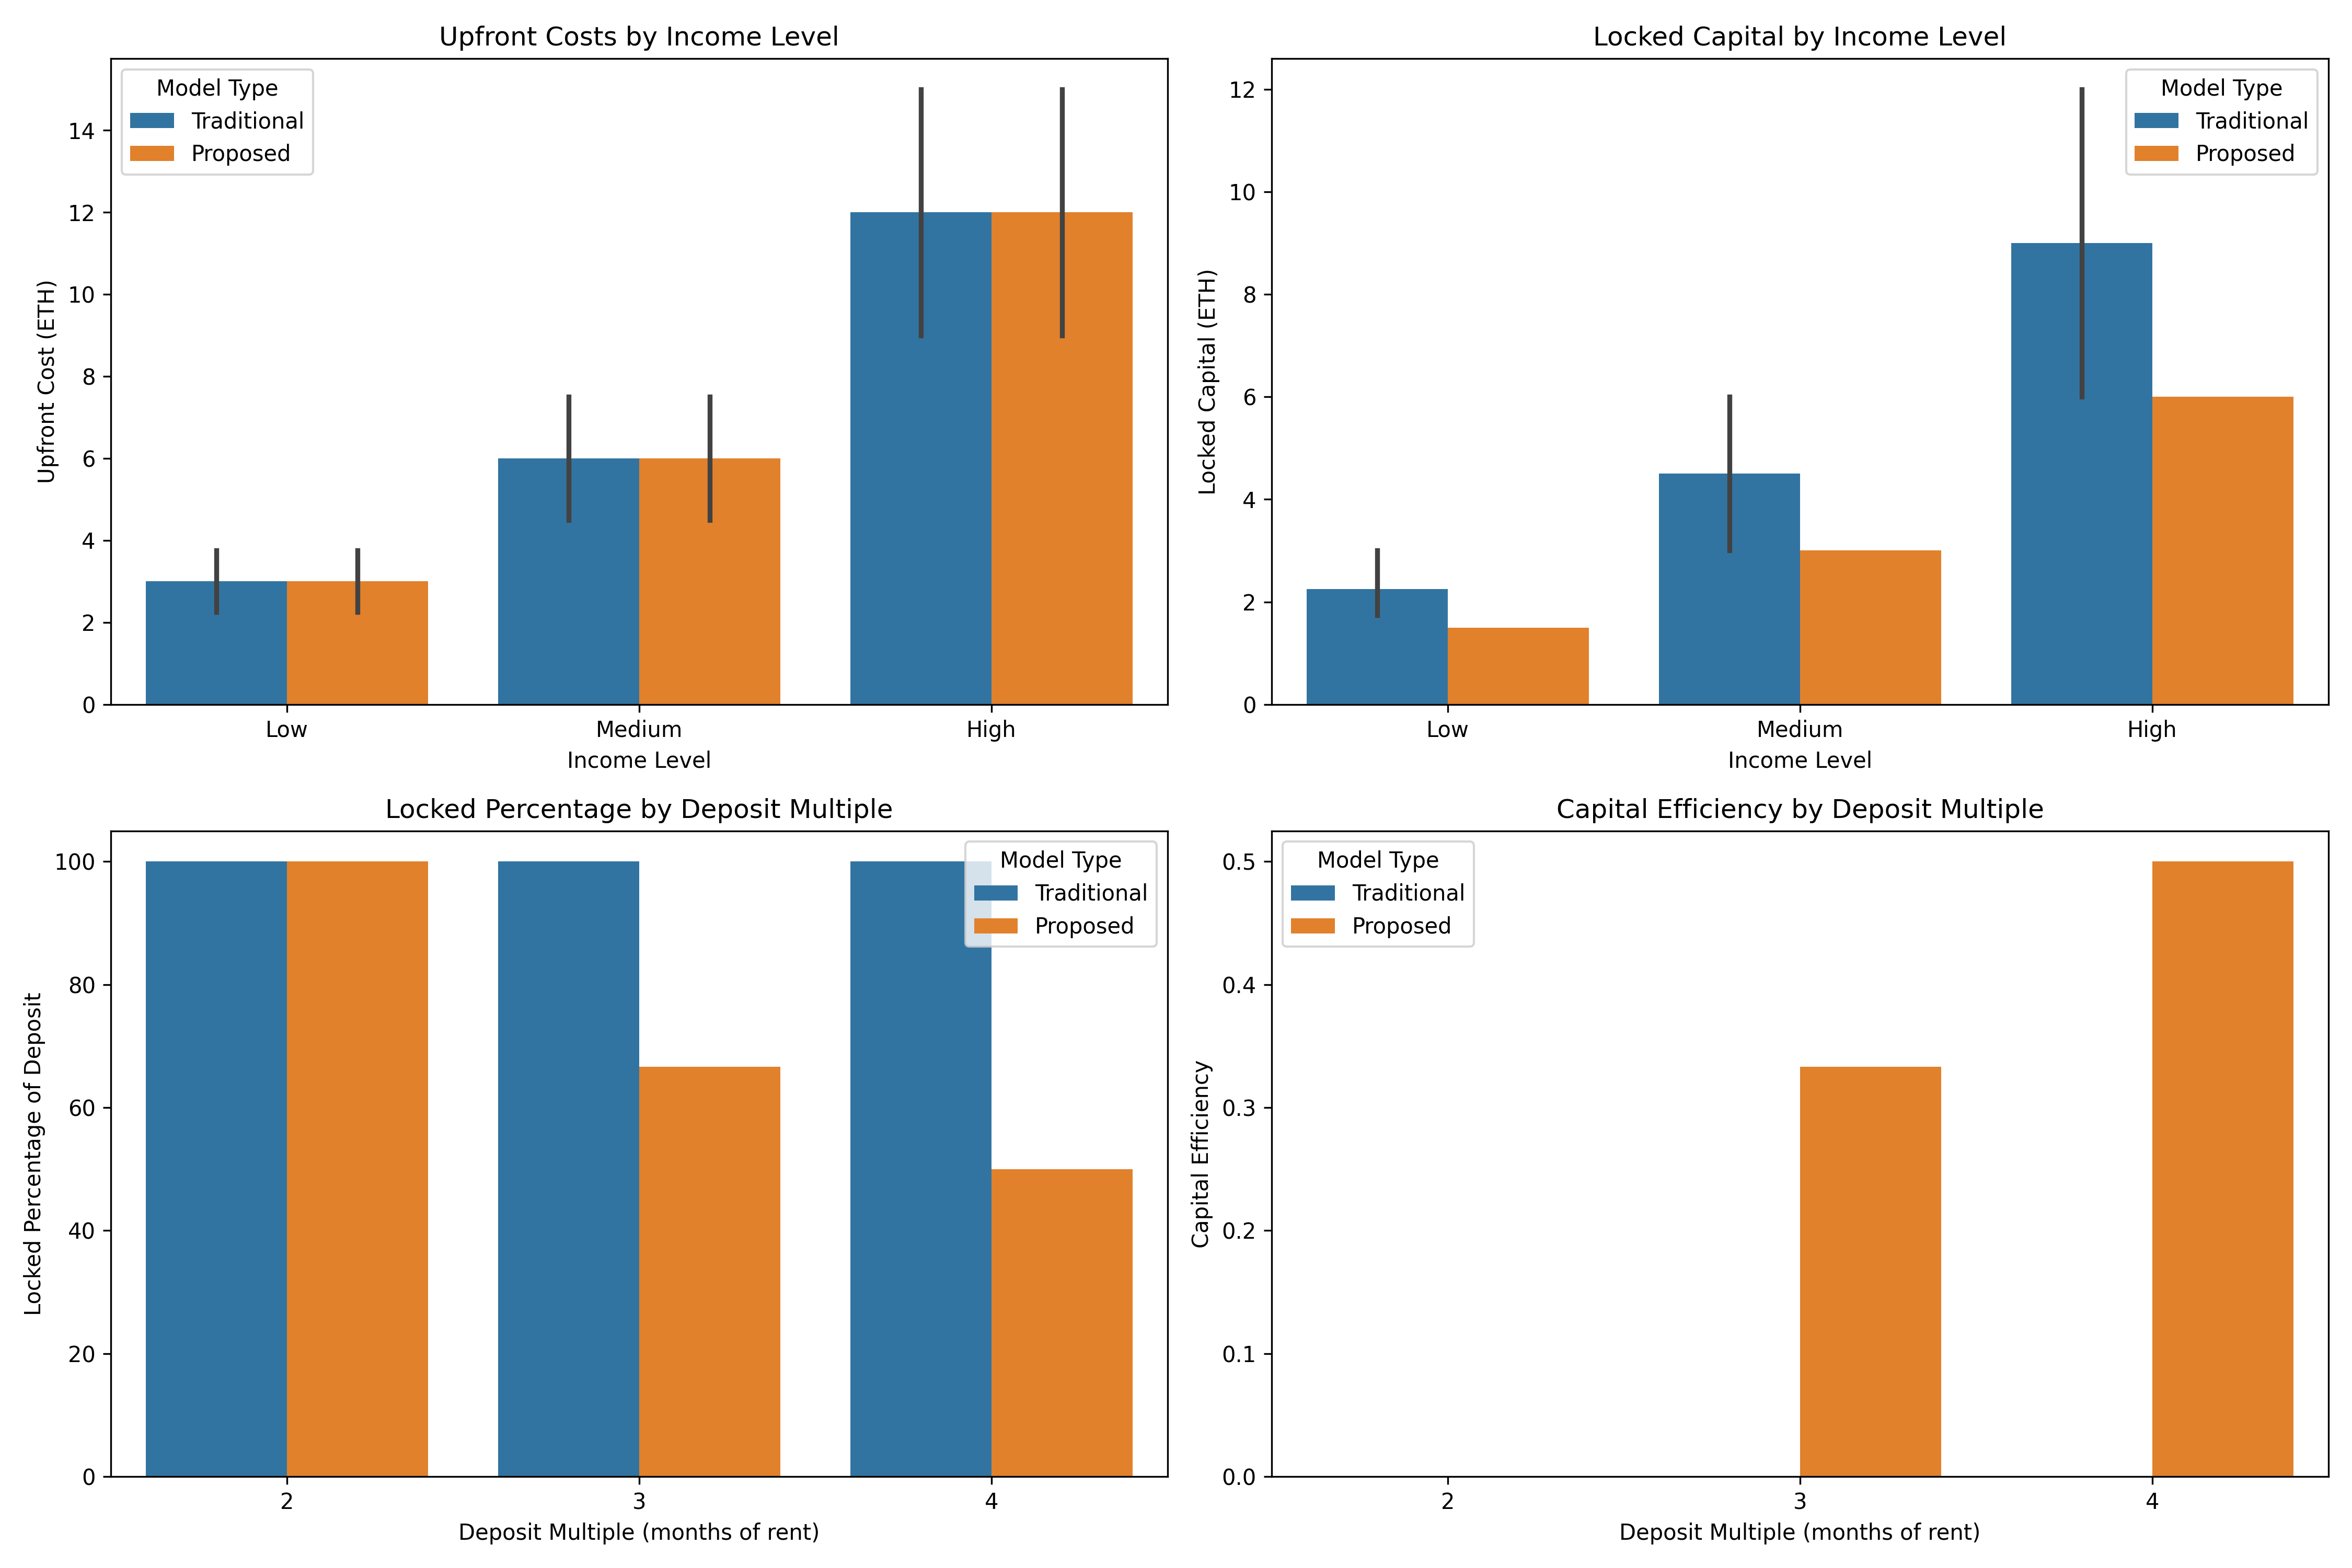 Upfront Costs by Income Level
Model Type
Traditional
Proposed
Upfront Cost (ETH)
14
12
10
8
6
4
2
0
Low
Medium
High
Income Level
Locked Capital by Income Level
Model Type
Traditional
Proposed
Locked Capital (ETH)
12
10
8
6
4
2
0
Low
Medium
High
Income Level
Locked Percentage by Deposit Multiple
Model Type
Traditional
Proposed
Locked Percentage of Deposit
100
80
60
40
20
0
2
3
4
Deposit Multiple (months of rent)
Capital Efficiency by Deposit Multiple
Model Type
Traditional
Proposed
Capital Efficiency
0.5
0.4
0.3
0.2
0.1
0.0
2
3
4
Deposit Multiple (months of rent)